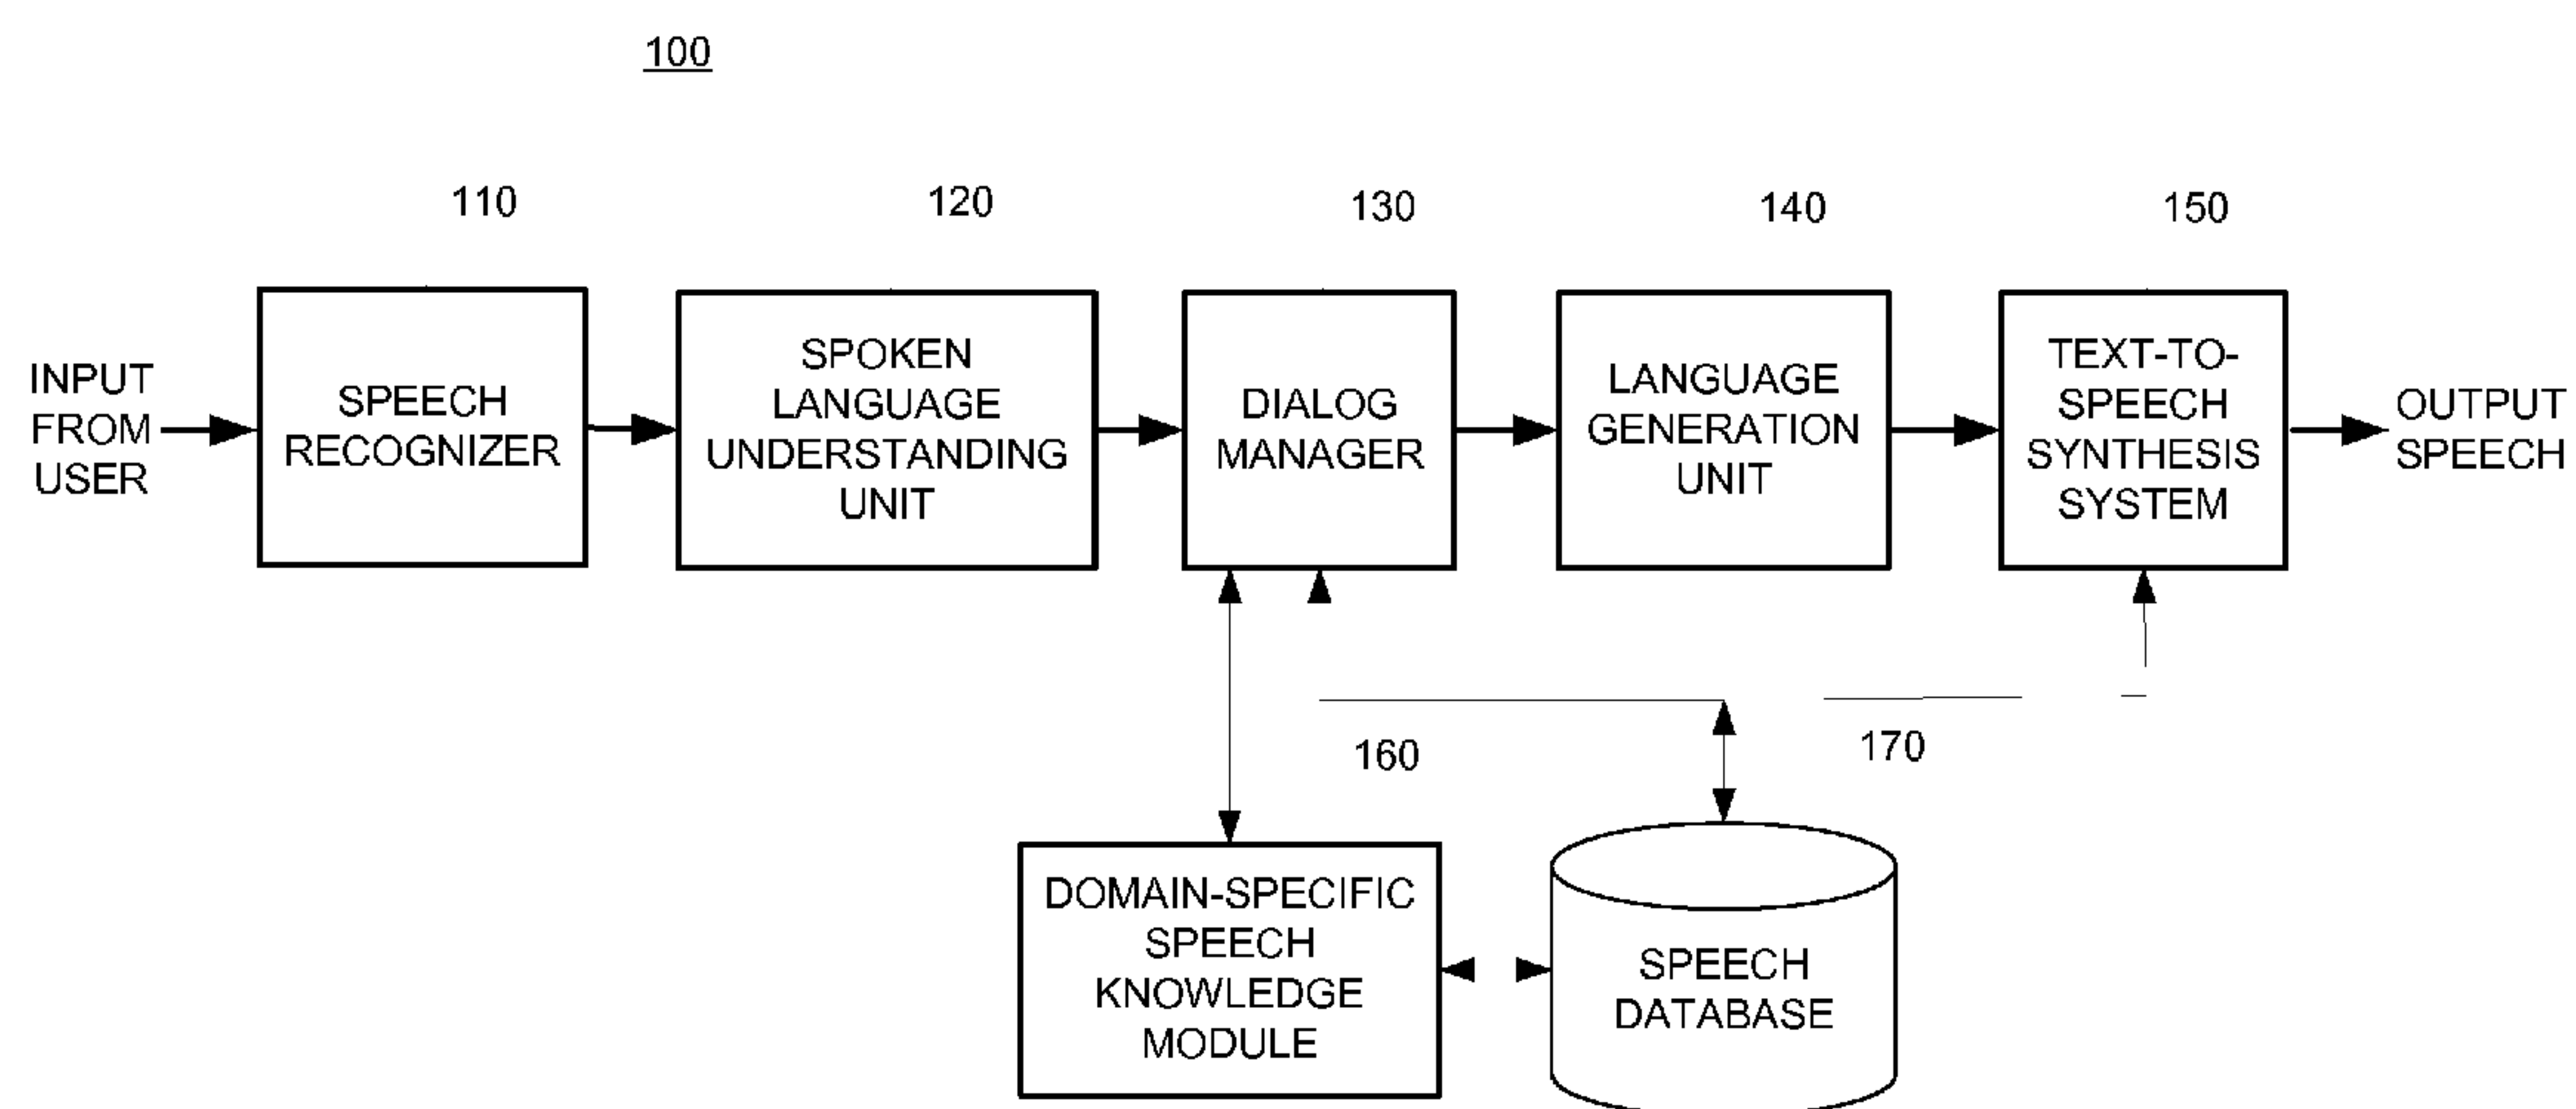 100
110
120
130
140
150
INPUT
FROM
USER
SPEECH
RECOGNIZER
SPOKEN
LANGUAGE
UNDERSTANDING
UNIT
DIALOG
MANAGER
LANGUAGE
GENERATION
UNIT
TEXT-TO-
SPEECH
SYNTHESIS
SYSTEM
OUTPUT
SPEECH
160
170
DOMAIN-SPECIFIC
SPEECH
KNOWLEDGE
MODULE
SPEECH
DATABASE